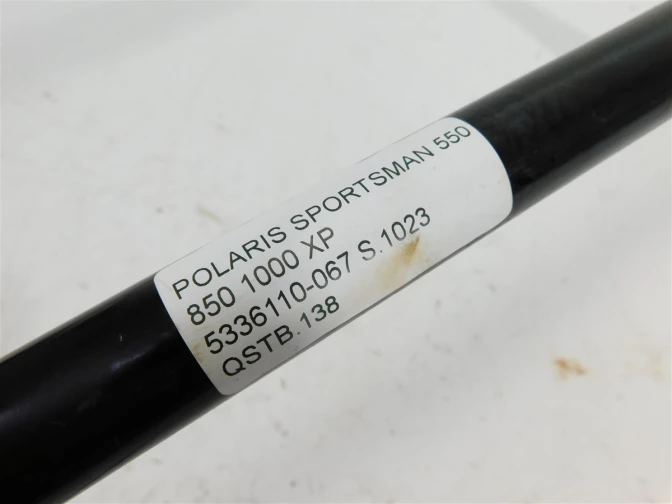 POLARIS SPORTSMAN 550
850 1000 XP
5336110-067 S.1023
QSTB.138